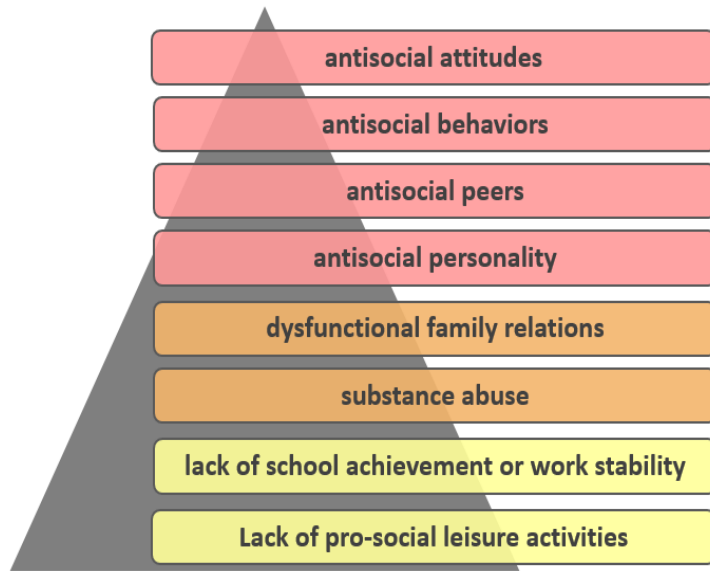 antisocial attitudes
antisocial behaviors
antisocial peers
antisocial personality
dysfunctional family relations
substance abuse
lack of school achievement or work stability
Lack of pro-social leisure activities